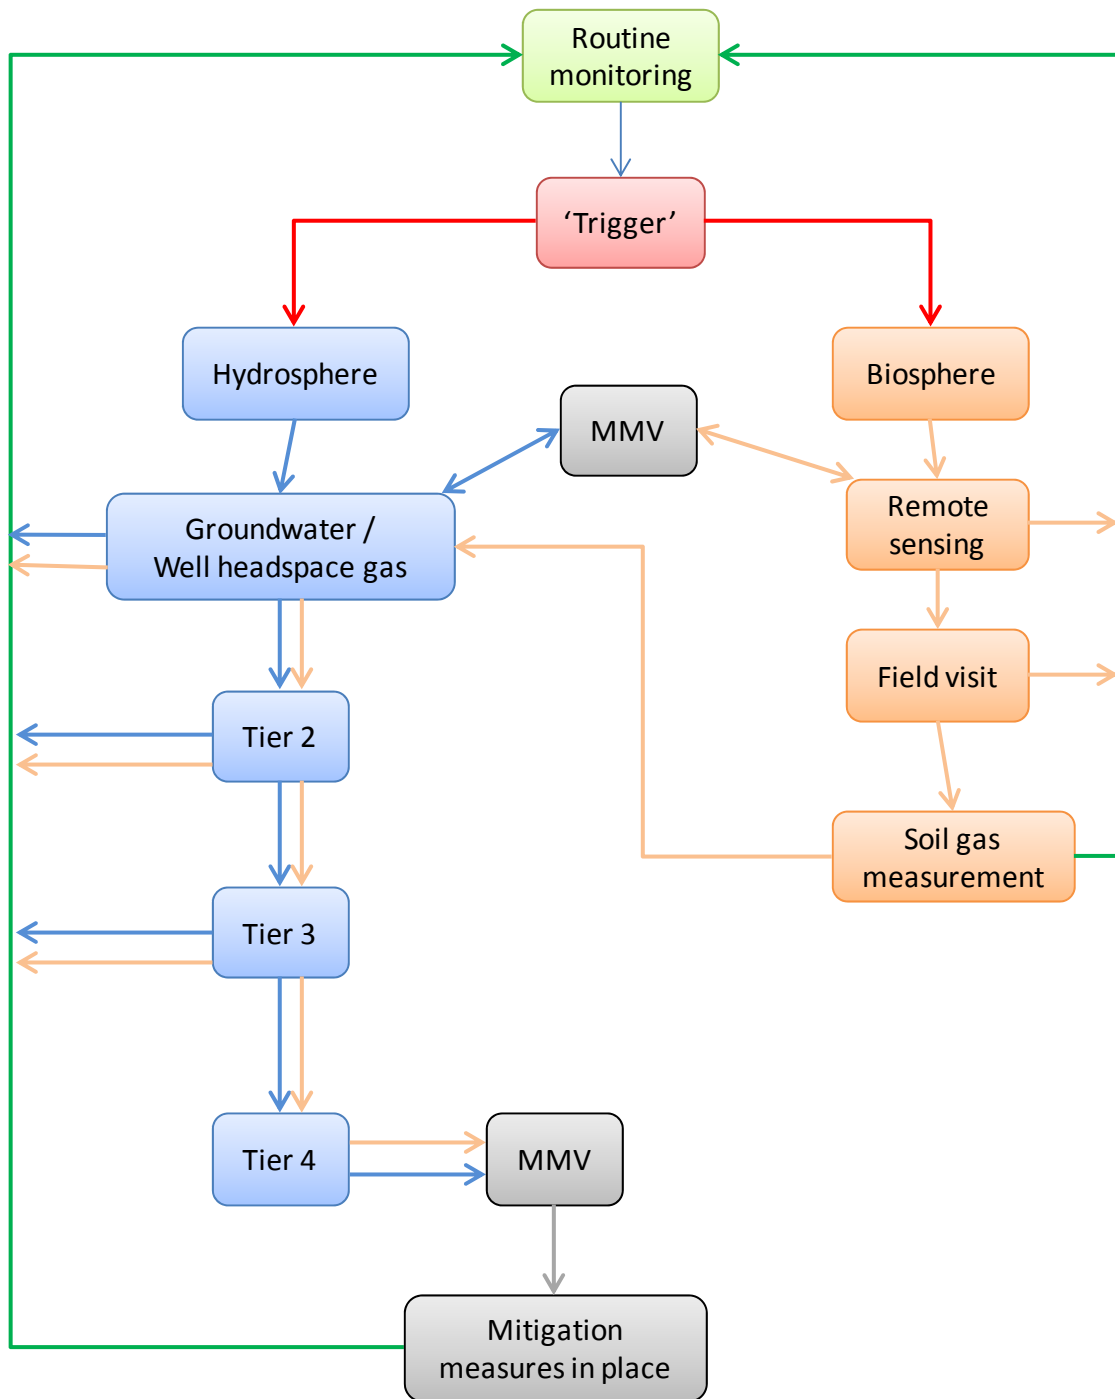 Routine
monitoring
‘Trigger’
Hydrosphere
Biosphere
MMV
Groundwater /
Well headspace gas
Remote
sensing
Field visit
Tier 2
Soil gas
measurement
Tier 3
Tier 4
MMV
Mitigation
measures in place